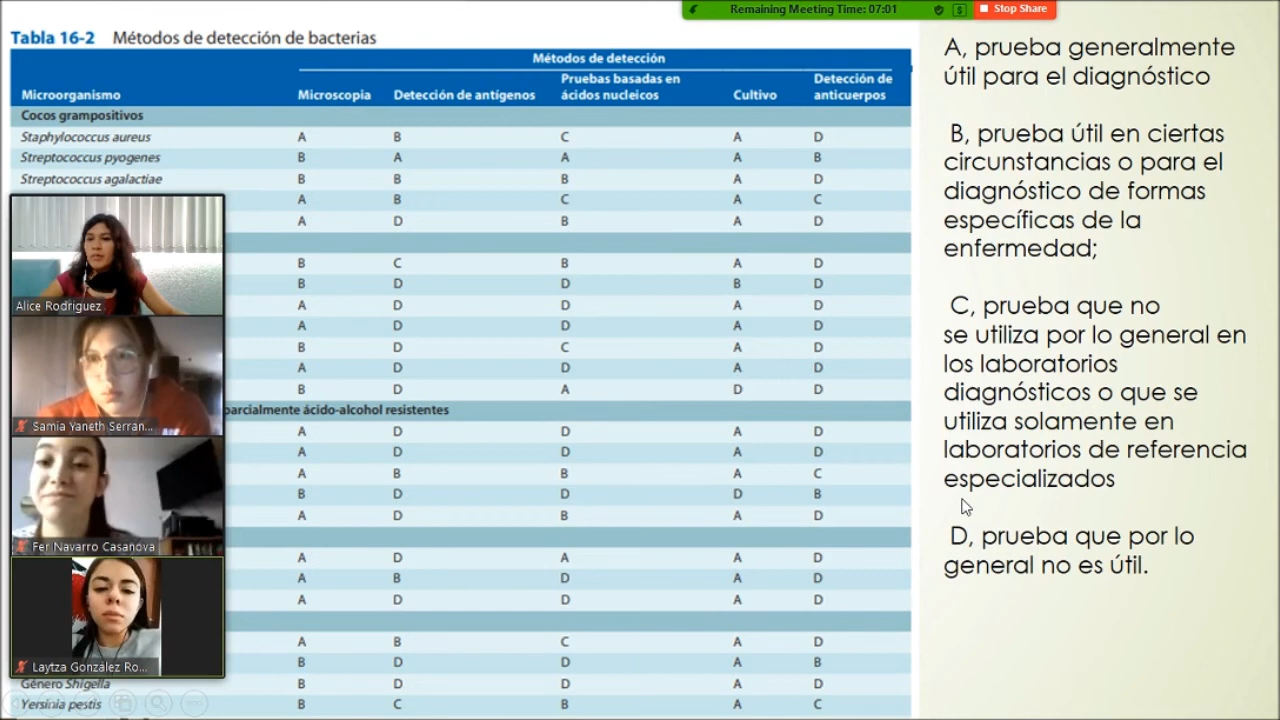 Remaining Meeting Time: 07:01
Stop Share
Tabla 16-2 Métodos de detección de bacterias
Métodos de detección
Microorganismo Microscopia Detección de antígenos Pruebas basadas en ácidos nucleicos Cultivo Detección de anticuerpos
Cocos grampositivos
Staphylococcus aureus A B C A D
Streptococcus pyogenes B A A A B
Streptococcus agalactiae B B B A D
A B C A C
A D B A D
B C B A D
B D D B D
A D D A D
A D D A D
B D C A D
A D D A D
B D A D D
parcialmente ácido-alcohol resistentes
A D D A D
A D D A D
A B B A C
B D D D B
A D B A D
A D A A D
A B D A D
A D D A D
A B C A D
B D D A B
Género Shigella B D D A D
Yersinia pestis B C B A C
Alice Rodriguez
Samia Yaneth Serran...
Fer Navarro Casanova
Laytza González Ro...
A, prueba generalmente
útil para el diagnóstico
B, prueba útil en ciertas
circunstancias o para el
diagnóstico de formas
específicas de la
enfermedad;
C, prueba que no
se utiliza por lo general en
los laboratorios
diagnósticos o que se
utiliza solamente en
laboratorios de referencia
especializados
D, prueba que por lo
general no es útil.